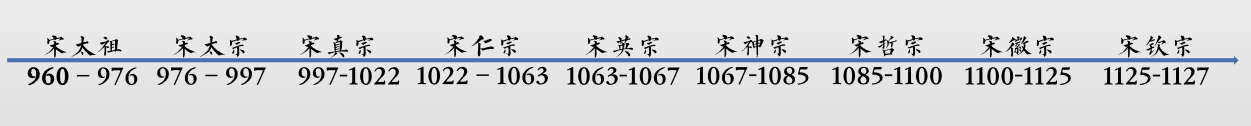 宋太祖 宋太宗 宋真宗 宋仁宗 宋英宗 宋神宗 宋哲宗 宋徽宗 宋钦宗
960 – 976 976 – 997 997-1022 1022 – 1063 1063-1067 1067-1085 1085-1100 1100-1125 1125-1127